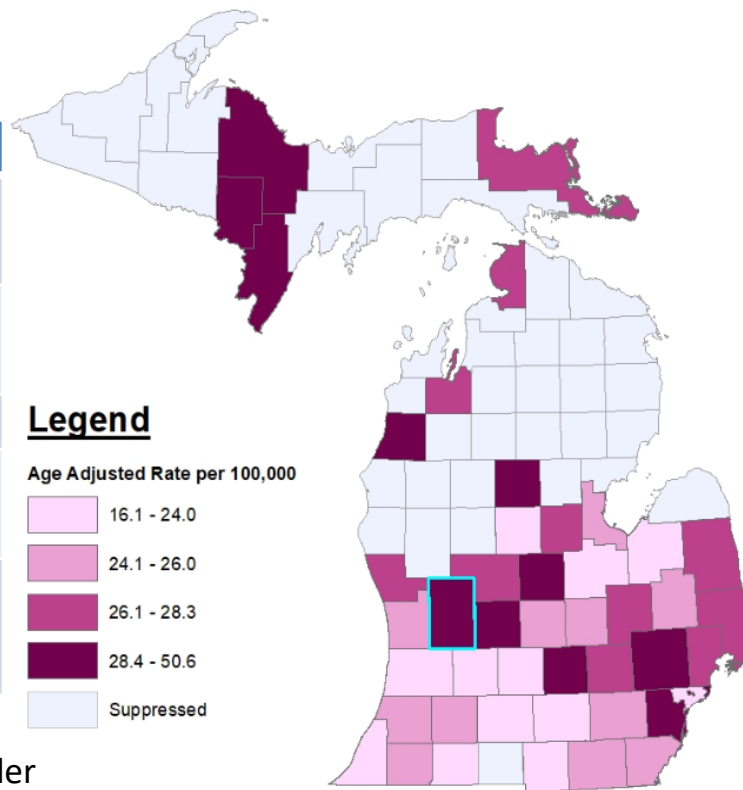 Legend
Age Adjusted Rate per 100,000
16.1 - 24.0
24.1 - 26.0
26.1 - 28.3
28.4 - 50.6
Suppressed